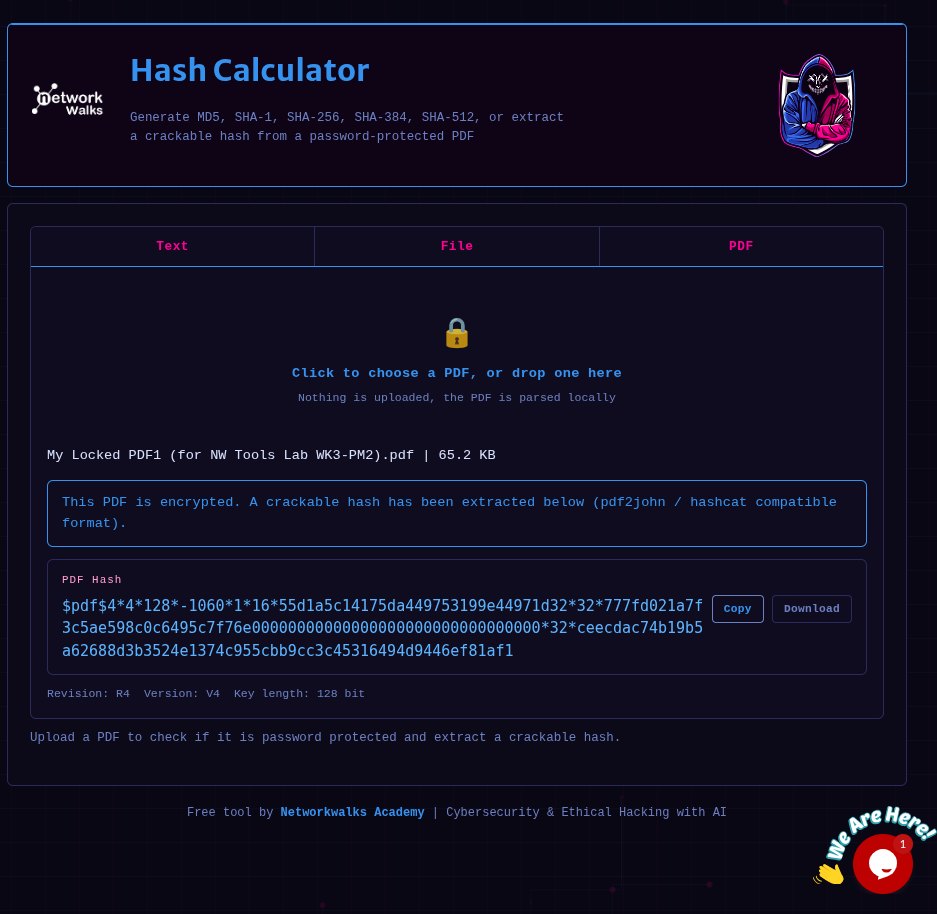 network
Walks
Hash Calculator
Generate MD5, SHA-1, SHA-256, SHA-384, SHA-512, or extract
a crackable hash from a password-protected PDF
Text
File
PDF
Click to choose a PDF, or drop one here
Nothing is uploaded, the PDF is parsed locally
My Locked PDF1 (for NW Tools Lab WK3-PM2).pdf | 65.2 KB
This PDF is encrypted. A crackable hash has been extracted below (pdf2john / hashcat compatible
format).
PDF Hash
$pdf$4*4*128*-1060*1*16*55d1a5c14175da449753199e44971d32*32*777fd021a7f
3c5ae598c0c6495c7f76e00000000000000000000000000000000*32*ceecdac74b19b5
a62688d3b3524e1374c955cbb9cc3c45316494d9446ef81af1
Copy
Download
Revision: R4 Version: V4 Key length: 128 bit
Upload a PDF to check if it is password protected and extract a crackable hash.
Free tool by Networkwalks Academy | Cybersecurity & Ethical Hacking with AI
We Are Here!
1